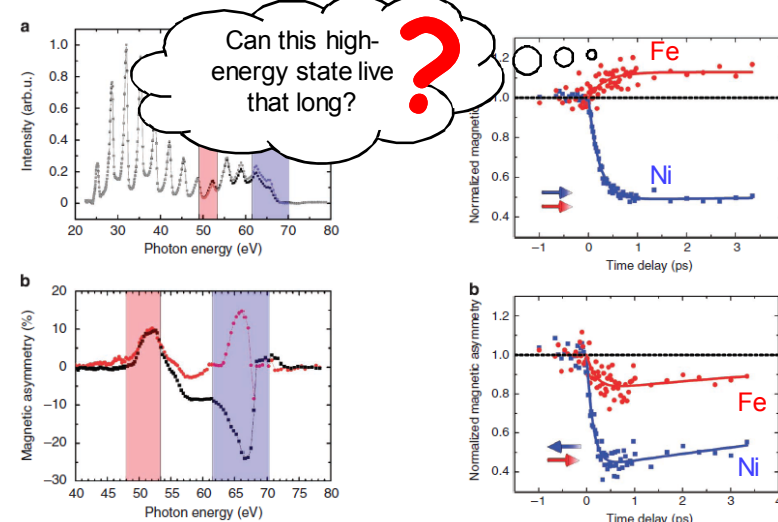 a
Intensity (arb.u.)
1.0
0.8
0.6
0.4
0.2
0
20 30 40 50 60 70 80
Photon energy (eV)
Can this high-
energy state live
that long?
?
b
Magnetic asymmetry (%)
20
10
0
−10
−20
−30
40 45 50 55 60 65 70 75 80
Photon energy (eV)
Normalized magnetic
1.0
0.8
0.6
0.4
Fe
Ni
−1 0 1 2 3
Time delay (ps)
b
Normalized magnetic asymmetry
1.2
1.0
0.8
0.6
0.4
Fe
Ni
−1 0 1 2 3 4
Time delay (ps)